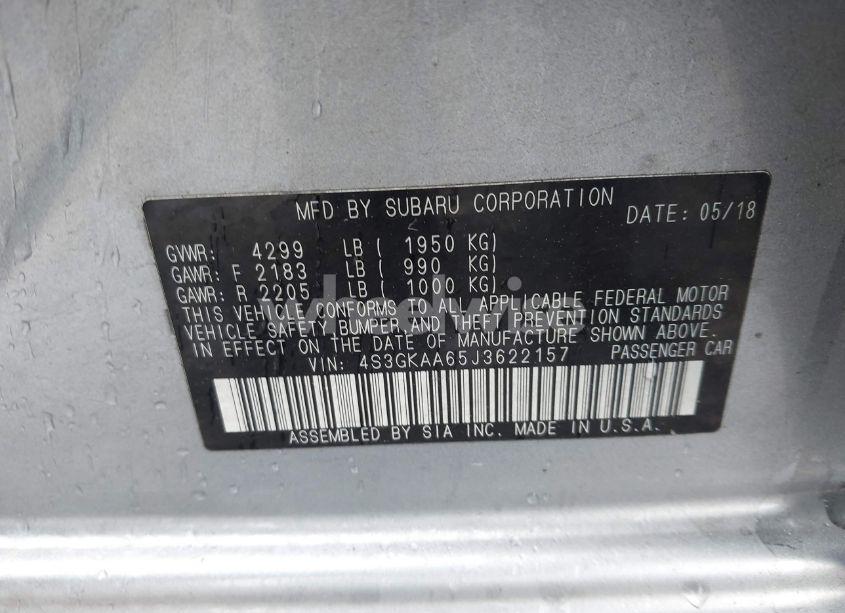 MFD BY SUBARU CORPORATION DATE: 05/18
GVWR: 4299 LB ( 1950 KG)
GAWR: F 2183 LB ( 990 KG)
GAWR: R 2205 LB ( 1000 KG)
THIS VEHICLE CONFORMS TO ALL APPLICABLE FEDERAL MOTOR
VEHICLE SAFETY, BUMPER AND THEFT PREVENTION STANDARDS
IN EFFECT ON THE DATE OF MANUFACTURE SHOWN ABOVE.
VIN: 4S3GKAA65J3622157 PASSENGER CAR
ASSEMBLED BY SIA INC. MADE IN U.S.A.
wheelwise